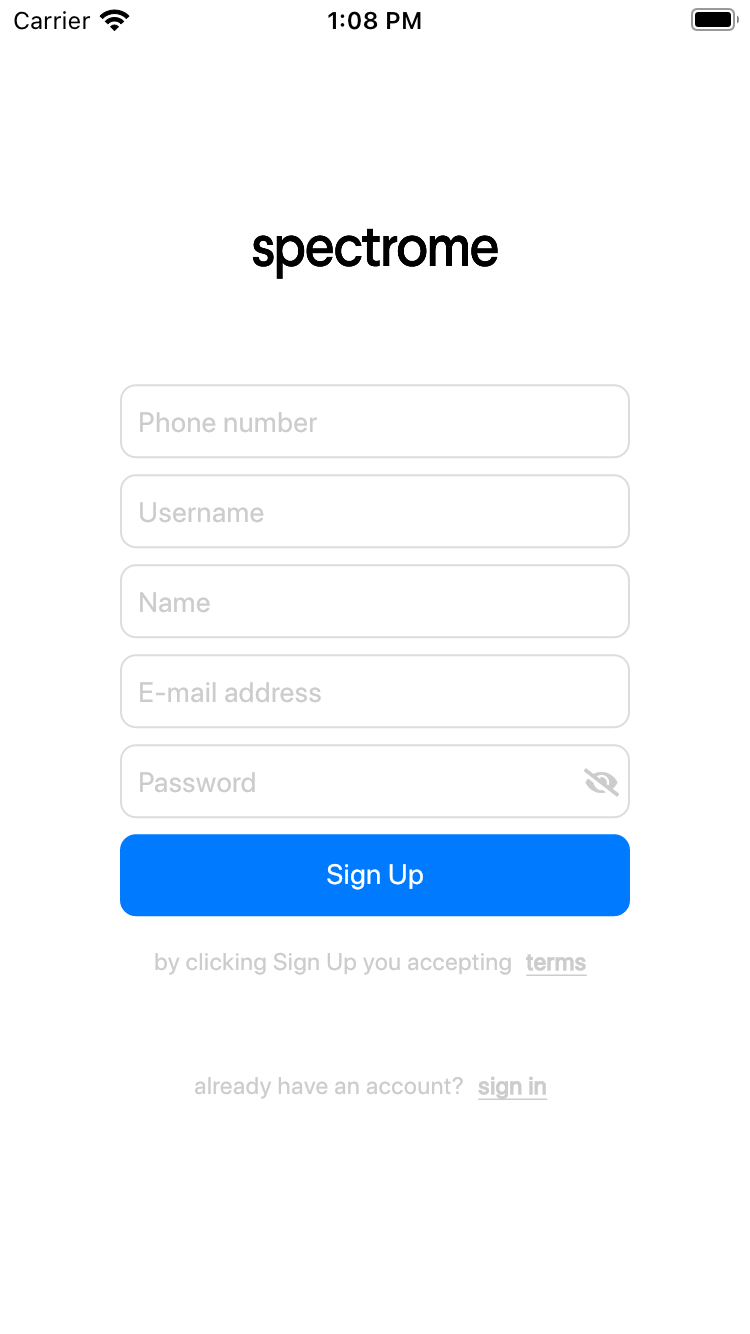 Carrier 1:08 PM
spectrome
Phone number
Username
Name
E-mail address
Password
Sign Up
by clicking Sign Up you accepting terms
already have an account? sign in